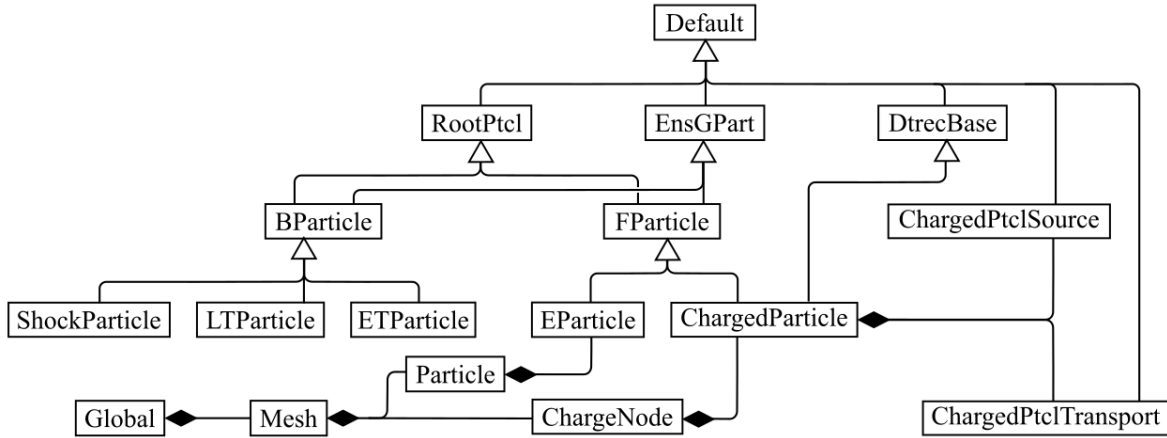 Default
RootPtcl
EnsGPart
DtrecBase
BParticle
FParticle
ChargedPtclSource
ShockParticle
LTParticle
ETParticle
EParticle
ChargedParticle
Particle
Global
Mesh
ChargeNode
ChargedPtclTransport